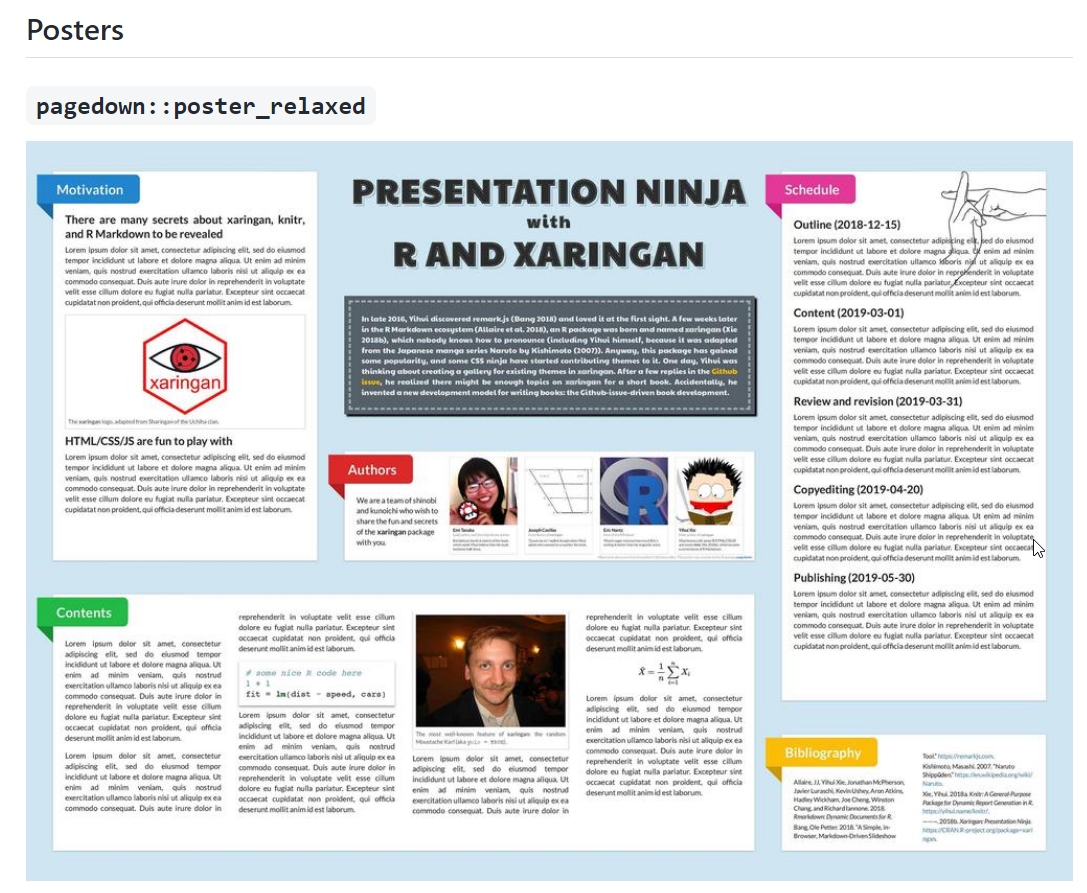 Posters
pagedown::poster_relaxed
Motivation
There are many secrets about xaringan, knitr,
and R Markdown to be revealed
Lorem ipsum dolor sit amet, consectetur adipiscing elit, sed do eiusmod
tempor incididunt ut labore et dolore magna aliqua. Ut enim ad minim
veniam, quis nostrud exercitation ullamco laboris nisi ut aliquip ex ea
commodo consequat. Duis aute irure dolor in reprehenderit in voluptate
velit esse cillum dolore eu fugiat nulla pariatur. Excepteur sint occaecat
cupidatat non proident, qui officia deserunt mollit anim id est laborum.
xaringan
The xaringan logo, adapted from Sharingan of the Uchiha clan.
HTML/CSS/JS are fun to play with
Lorem ipsum dolor sit amet, consectetur adipiscing elit, sed do eiusmod
tempor incididunt ut labore et dolore magna aliqua. Ut enim ad minim
veniam, quis nostrud exercitation ullamco laboris nisi ut aliquip ex ea
commodo consequat. Duis aute irure dolor in reprehenderit in voluptate
velit esse cillum dolore eu fugiat nulla pariatur. Excepteur sint occaecat
cupidatat non proident, qui officia deserunt mollit anim id est laborum.
PRESENTATION NINJA
with
R AND XARINGAN
In late 2016, Yihui discovered remark.js (Bang 2018) and loved it at the first sight. A few weeks later
in the R Markdown ecosystem (Allaire et al. 2018), an R package was born and named xaringan (Xie
2018b), which nobody knows how to pronounce (including Yihui himself, because it was adapted
from the Japanese manga series Naruto by Kishimoto (2007)). Anyway, this package has gained
some popularity, and some CSS ninja have started contributing themes to it. One day, Yihui was
thinking about creating a gallery for existing themes in xaringan. After a few replies in the Github
issue, he realized there might be enough topics on xaringan for a short book. Accidentally, he
invented a new development model for writing books: the Github-issue-driven book development.
Authors
We are a team of shinobi
and kunoichi who wish to
share the fun and secrets
of the xaringan package
with you.
Emi Tanaka
Joseph Casillas
Eric Nantz
Yihui Xie
Schedule
Outline (2018-12-15)
Lorem ipsum dolor sit amet, consectetur adipiscing elit, sed do eiusmod
tempor incididunt ut labore et dolore magna aliqua. Ut enim ad minim
veniam, quis nostrud exercitation ullamco laboris nisi ut aliquip ex ea
commodo consequat. Duis aute irure dolor in reprehenderit in voluptate
velit esse cillum dolore eu fugiat nulla pariatur. Excepteur sint occaecat
cupidatat non proident, qui officia deserunt mollit anim id est laborum.
Content (2019-03-01)
Lorem ipsum dolor sit amet, consectetur adipiscing elit, sed do eiusmod
tempor incididunt ut labore et dolore magna aliqua. Ut enim ad minim
veniam, quis nostrud exercitation ullamco laboris nisi ut aliquip ex ea
commodo consequat. Duis aute irure dolor in reprehenderit in voluptate
velit esse cillum dolore eu fugiat nulla pariatur. Excepteur sint occaecat
cupidatat non proident, qui officia deserunt mollit anim id est laborum.
Review and revision (2019-03-31)
Lorem ipsum dolor sit amet, consectetur adipiscing elit, sed do eiusmod
tempor incididunt ut labore et dolore magna aliqua. Ut enim ad minim
veniam, quis nostrud exercitation ullamco laboris nisi ut aliquip ex ea
commodo consequat. Duis aute irure dolor in reprehenderit in voluptate
velit esse cillum dolore eu fugiat nulla pariatur. Excepteur sint occaecat
cupidatat non proident, qui officia deserunt mollit anim id est laborum.
Copyediting (2019-04-20)
Lorem ipsum dolor sit amet, consectetur adipiscing elit, sed do eiusmod
tempor incididunt ut labore et dolore magna aliqua. Ut enim ad minim
veniam, quis nostrud exercitation ullamco laboris nisi ut aliquip ex ea
commodo consequat. Duis aute irure dolor in reprehenderit in voluptate
velit esse cillum dolore eu fugiat nulla pariatur. Excepteur sint occaecat
cupidatat non proident, qui officia deserunt mollit anim id est laborum.
Publishing (2019-05-30)
Lorem ipsum dolor sit amet, consectetur adipiscing elit, sed do eiusmod
tempor incididunt ut labore et dolore magna aliqua. Ut enim ad minim
veniam, quis nostrud exercitation ullamco laboris nisi ut aliquip ex ea
commodo consequat. Duis aute irure dolor in reprehenderit in voluptate
velit esse cillum dolore eu fugiat nulla pariatur. Excepteur sint occaecat
cupidatat non proident, qui officia deserunt mollit anim id est laborum.
Contents
Lorem ipsum dolor sit amet, consectetur
adipiscing elit, sed do eiusmod tempor
incididunt ut labore et dolore magna aliqua. Ut
enim ad minim veniam, quis nostrud
exercitation ullamco laboris nisi ut aliquip ex ea
commodo consequat. Duis aute irure dolor in
reprehenderit in voluptate velit esse cillum
dolore eu fugiat nulla pariatur. Excepteur sint
occaecat cupidatat non proident, qui officia
deserunt mollit anim id est laborum.
Lorem ipsum dolor sit amet, consectetur
adipiscing elit, sed do eiusmod tempor
incididunt ut labore et dolore magna aliqua. Ut
enim ad minim veniam, quis nostrud
exercitation ullamco laboris nisi ut aliquip ex ea
commodo consequat. Duis aute irure dolor in
reprehenderit in voluptate velit esse cillum
dolore eu fugiat nulla pariatur. Excepteur sint
occaecat cupidatat non proident, qui officia
deserunt mollit anim id est laborum.
# some nice R code here
1 + 1
fit = lm(dist ~ speed, cars)
Lorem ipsum dolor sit amet, consectetur
adipiscing elit, sed do eiusmod tempor
incididunt ut labore et dolore magna aliqua. Ut
enim ad minim veniam, quis nostrud
exercitation ullamco laboris nisi ut aliquip ex ea
commodo consequat. Duis aute irure dolor in
reprehenderit in voluptate velit esse cillum
dolore eu fugiat nulla pariatur. Excepteur sint
occaecat cupidatat non proident, qui officia
deserunt mollit anim id est laborum.
The most well-known feature of xaringan: the random
Moustache Karl (aka yolo = TRUE).
Lorem ipsum dolor sit amet, consectetur
adipiscing elit, sed do eiusmod tempor
incididunt ut labore et dolore magna aliqua. Ut
enim ad minim veniam, quis nostrud
exercitation ullamco laboris nisi ut aliquip ex ea
commodo consequat. Duis aute irure dolor in
reprehenderit in voluptate velit esse cillum
dolore eu fugiat nulla pariatur. Excepteur sint
occaecat cupidatat non proident, qui officia
deserunt mollit anim id est laborum.
X̄ = 1/n ∑ᵢ₌₁ⁿ Xᵢ
Lorem ipsum dolor sit amet, consectetur
adipiscing elit, sed do eiusmod tempor
incididunt ut labore et dolore magna aliqua. Ut
enim ad minim veniam, quis nostrud
exercitation ullamco laboris nisi ut aliquip ex ea
commodo consequat. Duis aute irure dolor in
reprehenderit in voluptate velit esse cillum
dolore eu fugiat nulla pariatur. Excepteur sint
occaecat cupidatat non proident, qui officia
deserunt mollit anim id est laborum.
Bibliography
Allaire, JJ, Yihui Xie, Jonathan McPherson,
Javier Luraschi, Kevin Ushey, Aron Atkins,
Hadley Wickham, Joe Cheng, Winston
Chang, and Richard Iannone. 2018.
Rmarkdown: Dynamic Documents for R.
Bang, Ole Petter. 2018. "A Simple, in-
Browser, Markdown-Driven Slideshow
Tool." https://remarkjs.com.
Kishimoto, Masashi. 2007. "Naruto
Shippūden." https://en.wikipedia.org/wiki/
Naruto.
Xie, Yihui. 2018a. Knitr: A General-Purpose
Package for Dynamic Report Generation in R.
https://yihui.name/knitr/.
———. 2018b. Xaringan: Presentation Ninja.
https://CRAN.R-project.org/package=xari
ngan.